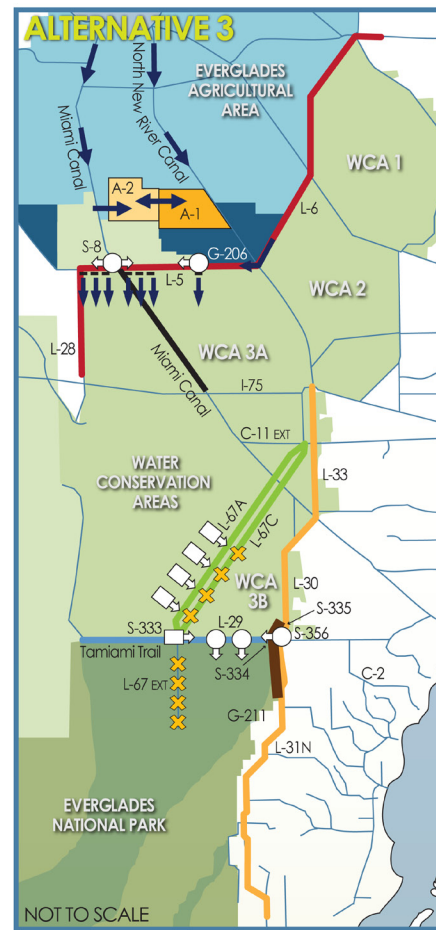 ALTERNATIVE 3
North New River Canal
EVERGLADES
AGRICULTURAL
AREA
Miami Canal
WCA 1
A-2
A-1
L-6
S-8
G-206
L-5
WCA 2
L-28
WCA 3A
Miami Canal
I-75
C-11 EXT
WATER
CONSERVATION
AREAS
L-67A
L-67C
L-33
WCA
3B
L-30
S-335
S-333
L-29
S-356
Tamiami Trail
S-334
C-2
L-67 EXT
G-211
L-31N
EVERGLADES
NATIONAL PARK
NOT TO SCALE